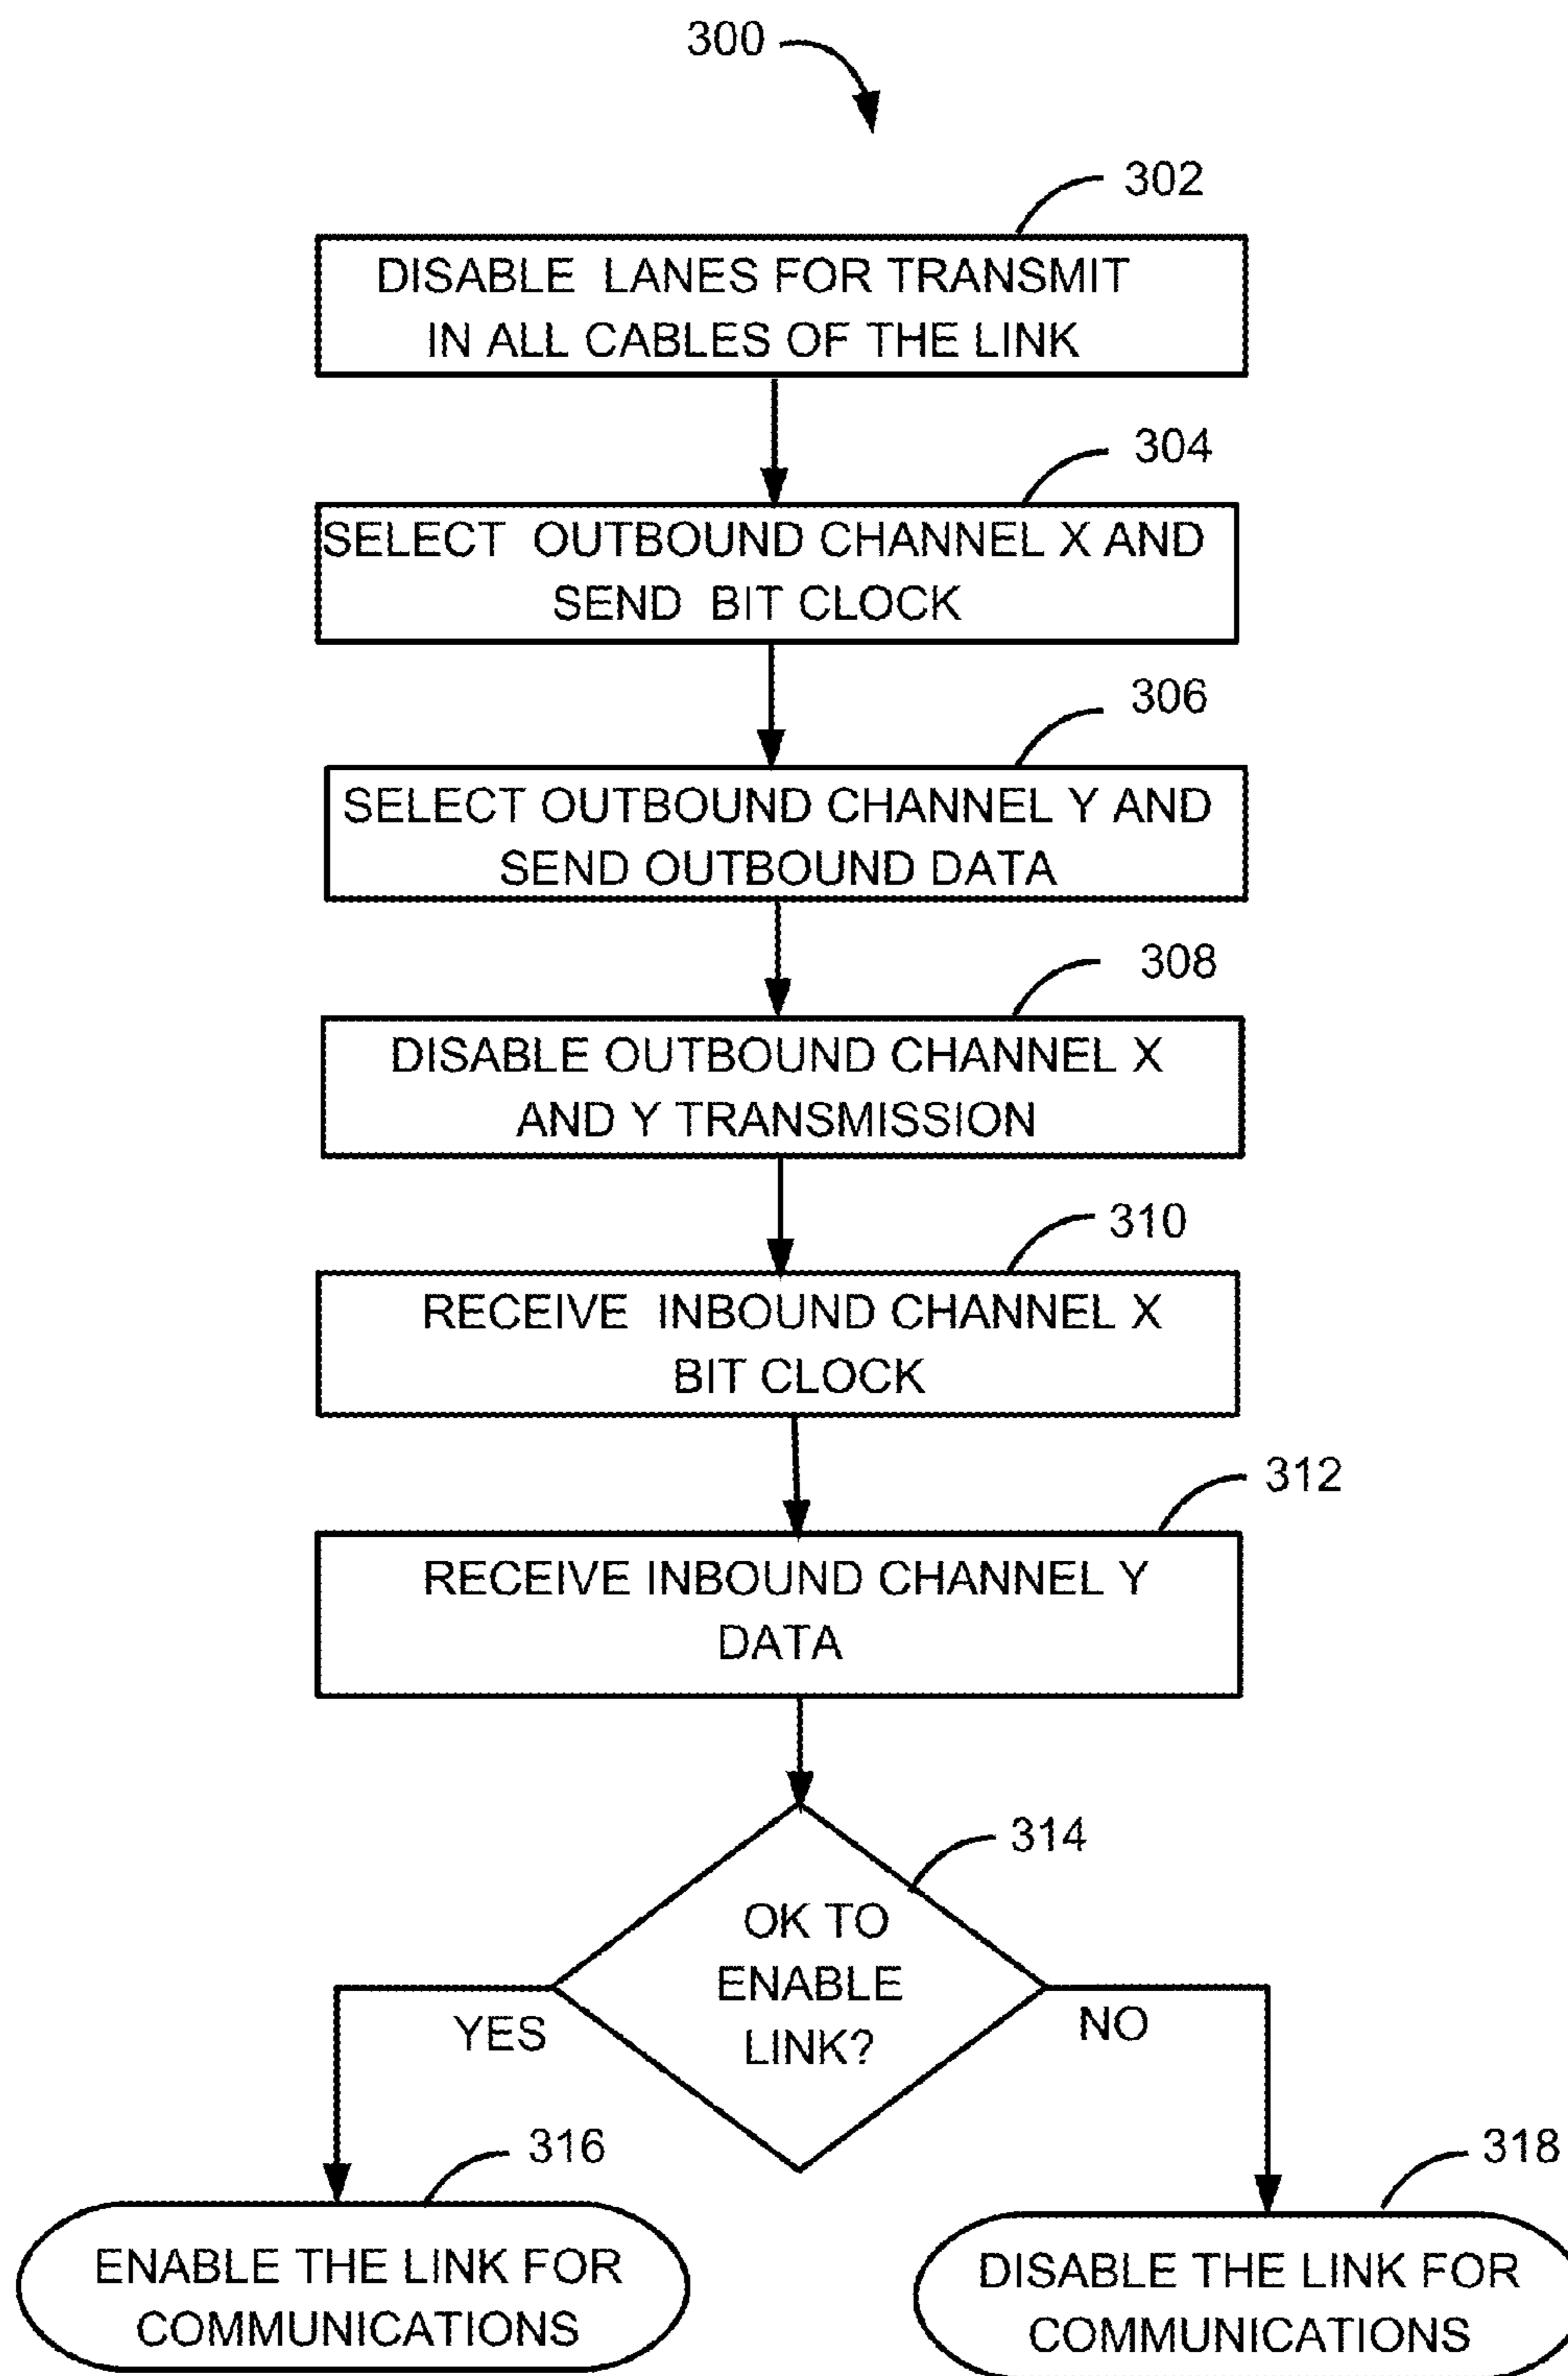 300
302
DISABLE LANES FOR TRANSMIT
IN ALL CABLES OF THE LINK
304
SELECT OUTBOUND CHANNEL X AND
SEND BIT CLOCK
306
SELECT OUTBOUND CHANNEL Y AND
SEND OUTBOUND DATA
308
DISABLE OUTBOUND CHANNEL X
AND Y TRANSMISSION
310
RECEIVE INBOUND CHANNEL X
BIT CLOCK
312
RECEIVE INBOUND CHANNEL Y
DATA
314
OK TO
ENABLE
LINK?
YES
NO
316
318
ENABLE THE LINK FOR
COMMUNICATIONS
DISABLE THE LINK FOR
COMMUNICATIONS